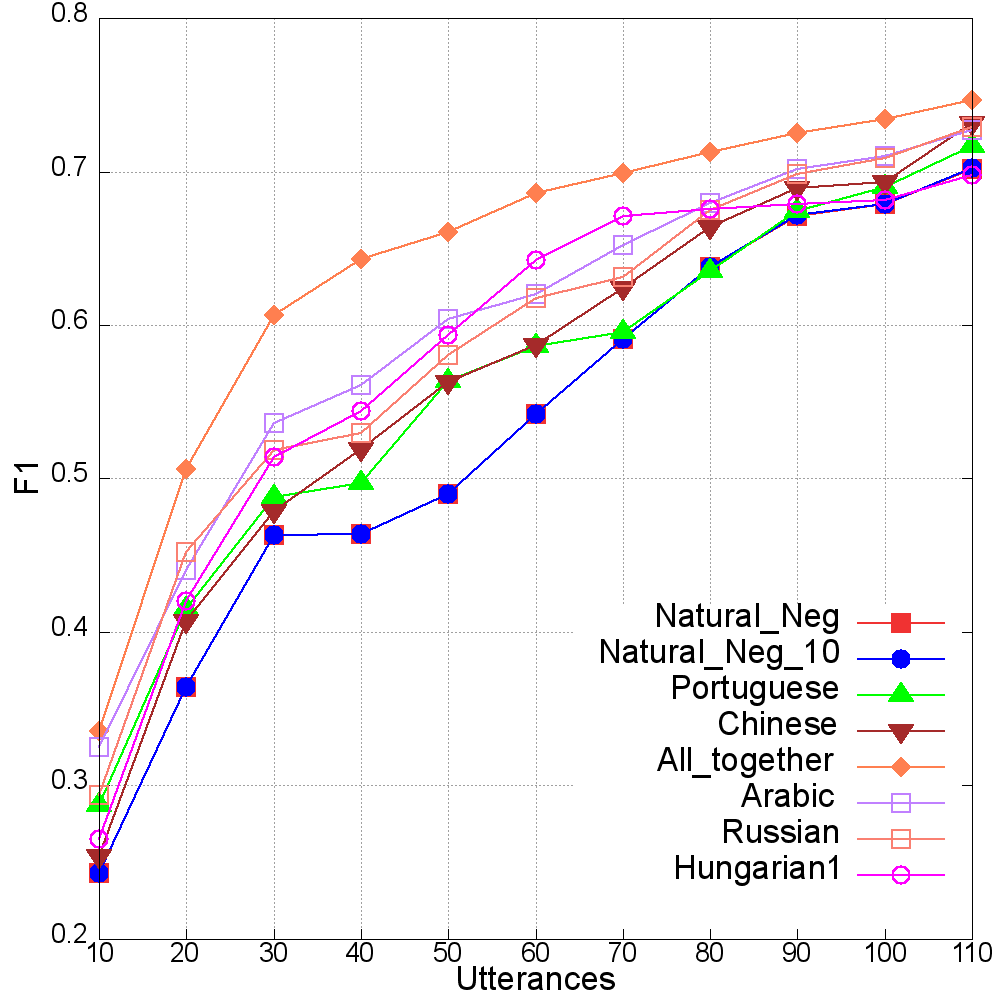 0.8
0.7
0.6
0.5
0.4
0.3
0.2
F1
Natural_Neg
Natural_Neg_10
Portuguese
Chinese
All_together
Arabic
Russian
Hungarian1
10 20 30 40 50 60 70 80 90 100 110
Utterances